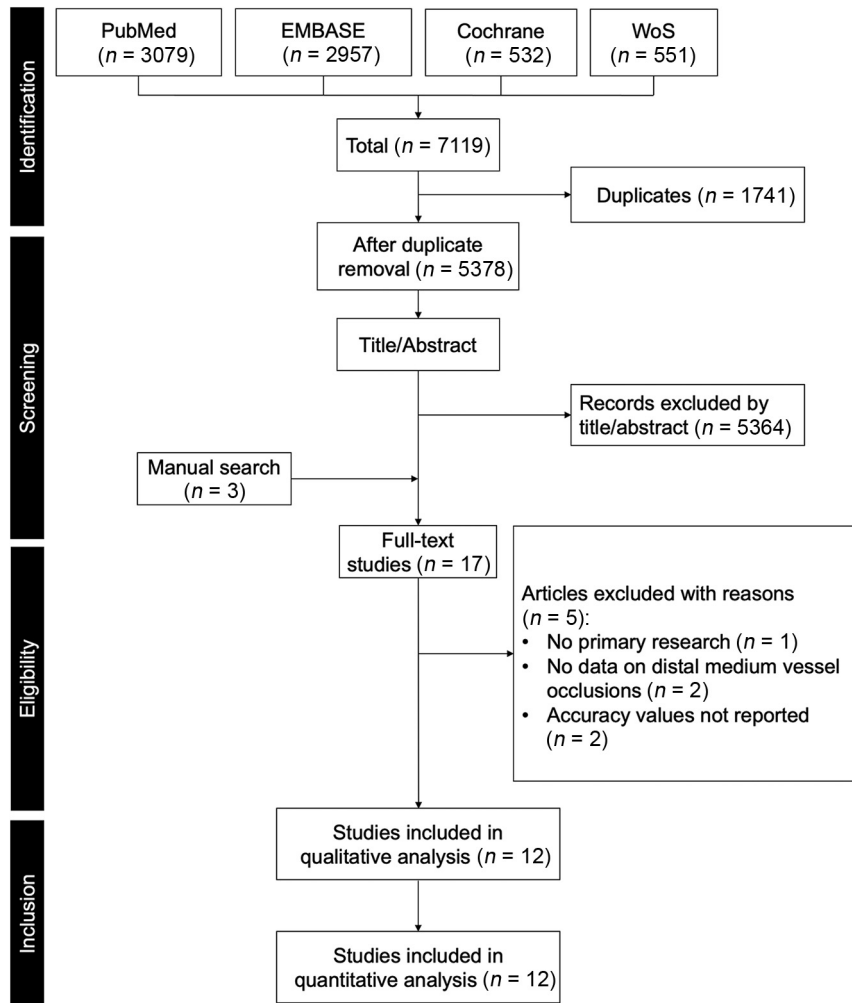 PubMed
(n = 3079)
EMBASE
(n = 2957)
Cochrane
(n = 532)
WoS
(n = 551)
Identification
Total (n = 7119)
Duplicates (n = 1741)
Screening
After duplicate
removal (n = 5378)
Title/Abstract
Records excluded by
title/abstract (n = 5364)
Manual search
(n = 3)
Eligibility
Full-text
studies (n = 17)
Articles excluded with reasons
(n = 5):
• No primary research (n = 1)
• No data on distal medium vessel
occlusions (n = 2)
• Accuracy values not reported
(n = 2)
Inclusion
Studies included in
qualitative analysis (n = 12)
Studies included in
quantitative analysis (n = 12)